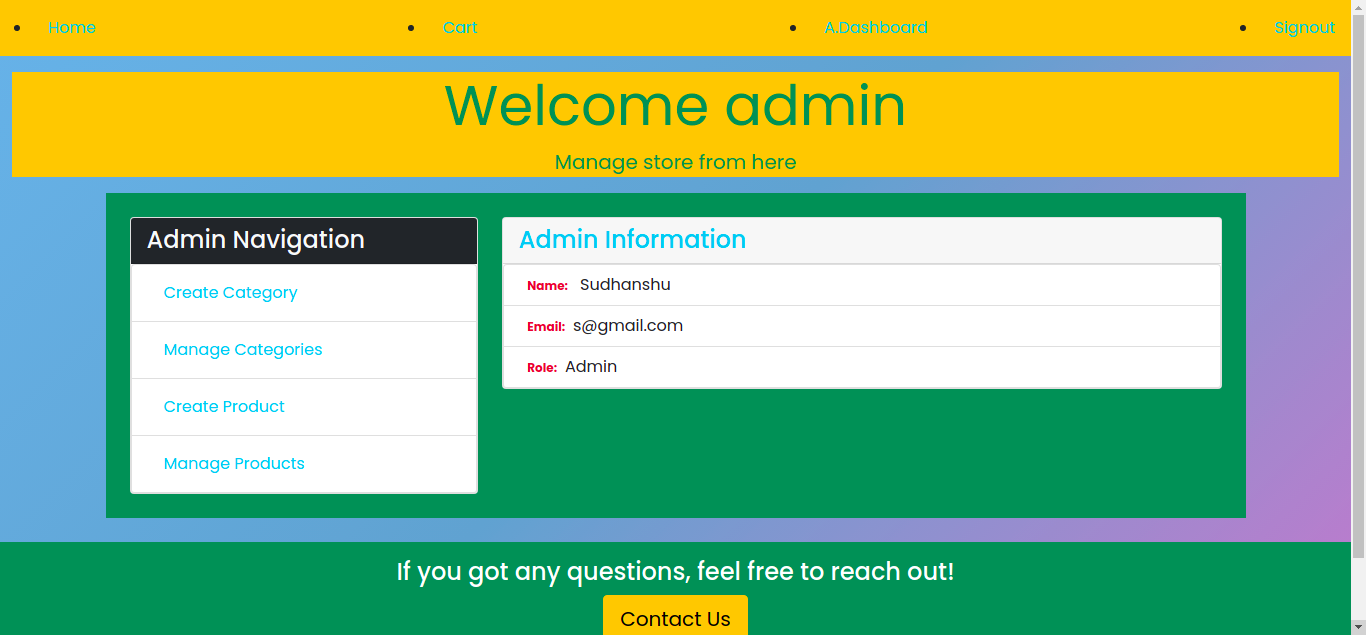 Home Cart A.Dashboard Signout
Welcome admin
Manage store from here
Admin Navigation
Create Category
Manage Categories
Create Product
Manage Products
Admin Information
Name: Sudhanshu
Email: s@gmail.com
Role: Admin
If you got any questions, feel free to reach out!
Contact Us